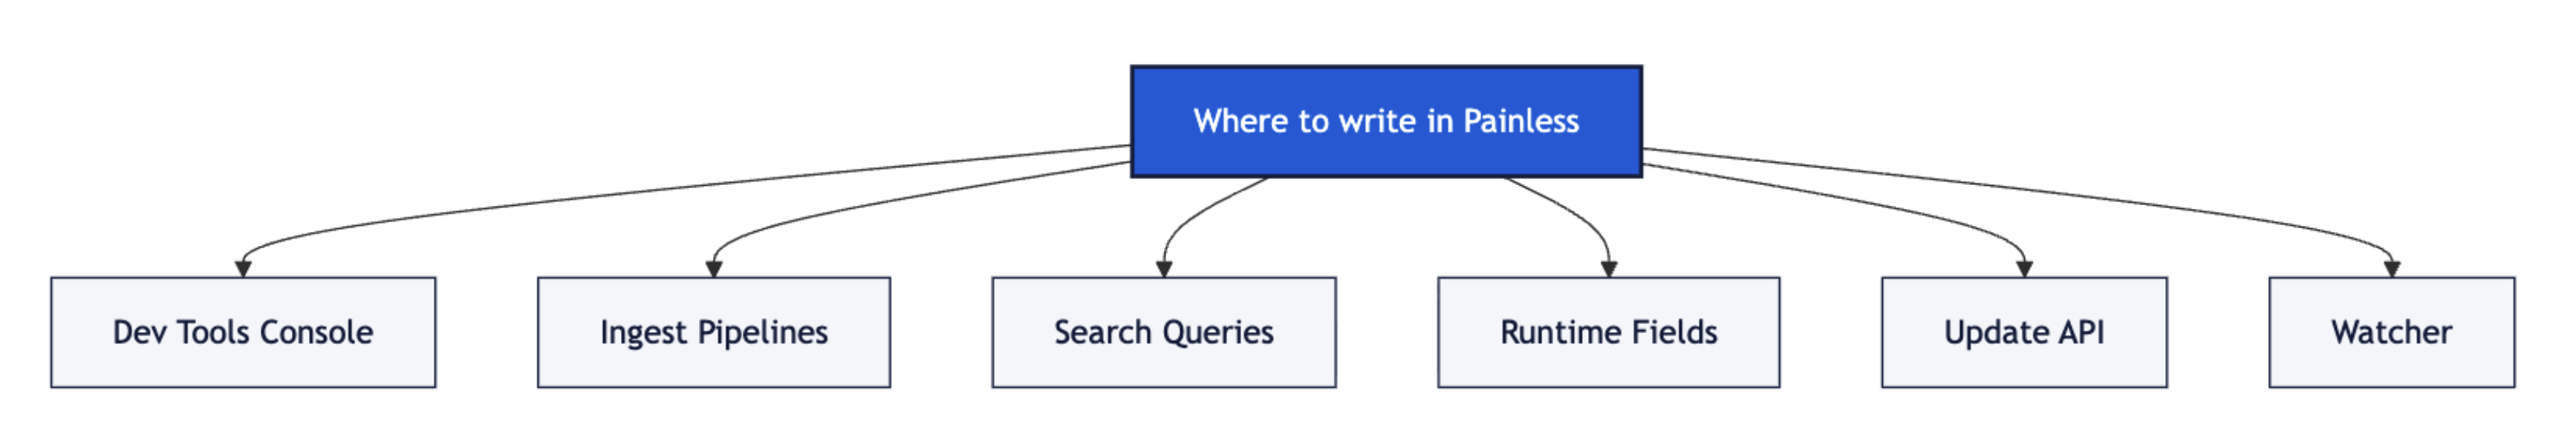 Where to write in Painless
Dev Tools Console
Ingest Pipelines
Search Queries
Runtime Fields
Update API
Watcher